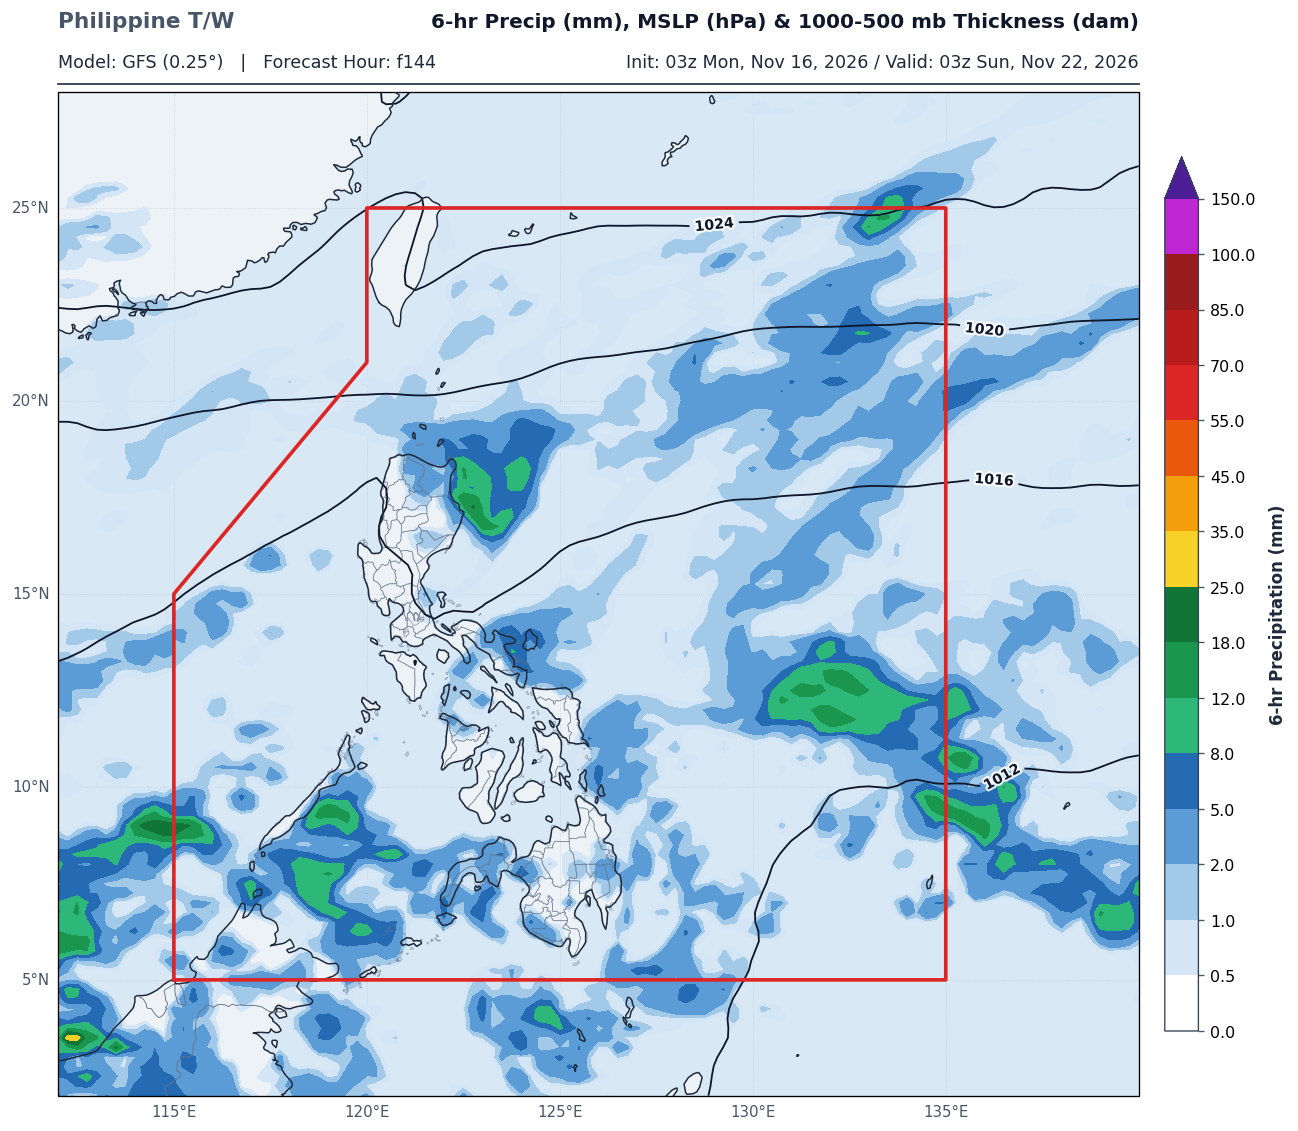 Philippine T/W
6-hr Precip (mm), MSLP (hPa) & 1000-500 mb Thickness (dam)
Model: GFS (0.25°) | Forecast Hour: f144
Init: 03z Mon, Nov 16, 2026 / Valid: 03z Sun, Nov 22, 2026
25°N
20°N
15°N
10°N
5°N
115°E
120°E
125°E
130°E
135°E
1024
1020
1016
1012
150.0
100.0
85.0
70.0
55.0
45.0
35.0
25.0
18.0
12.0
8.0
5.0
2.0
1.0
0.5
0.0
6-hr Precipitation (mm)